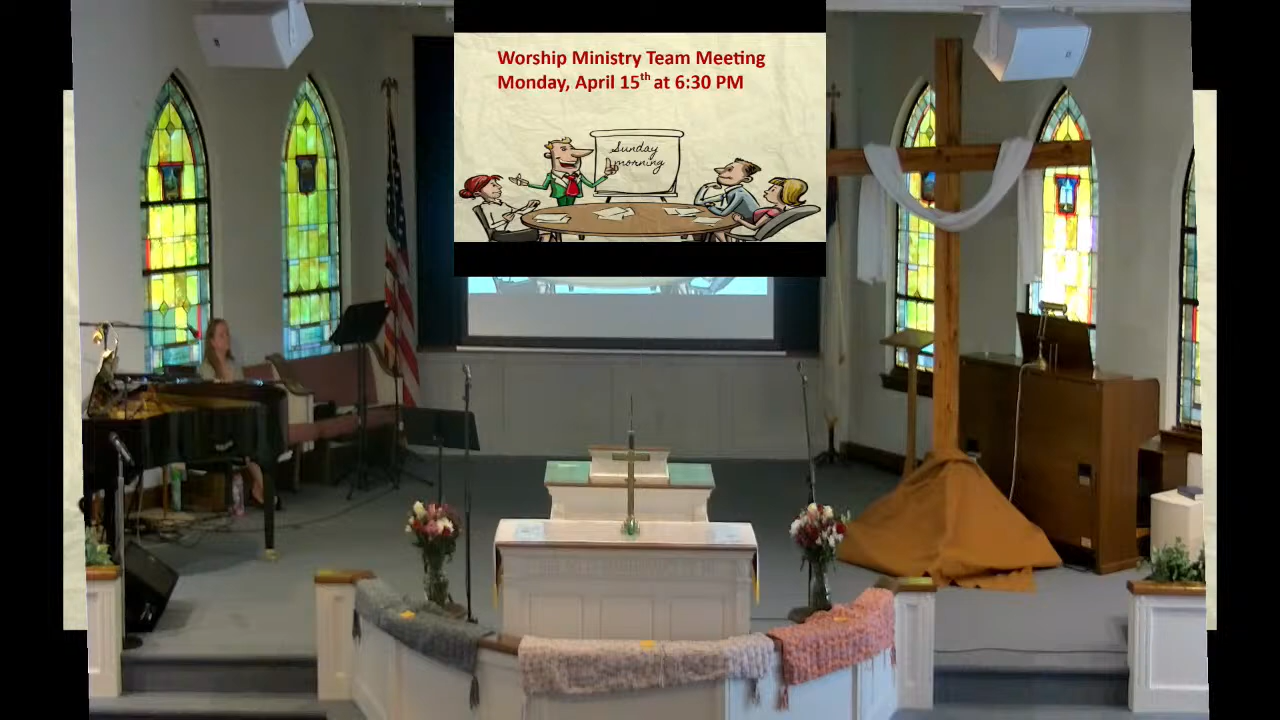 Worship Ministry Team Meeting
Monday, April 15th at 6:30 PM
Sunday
morning